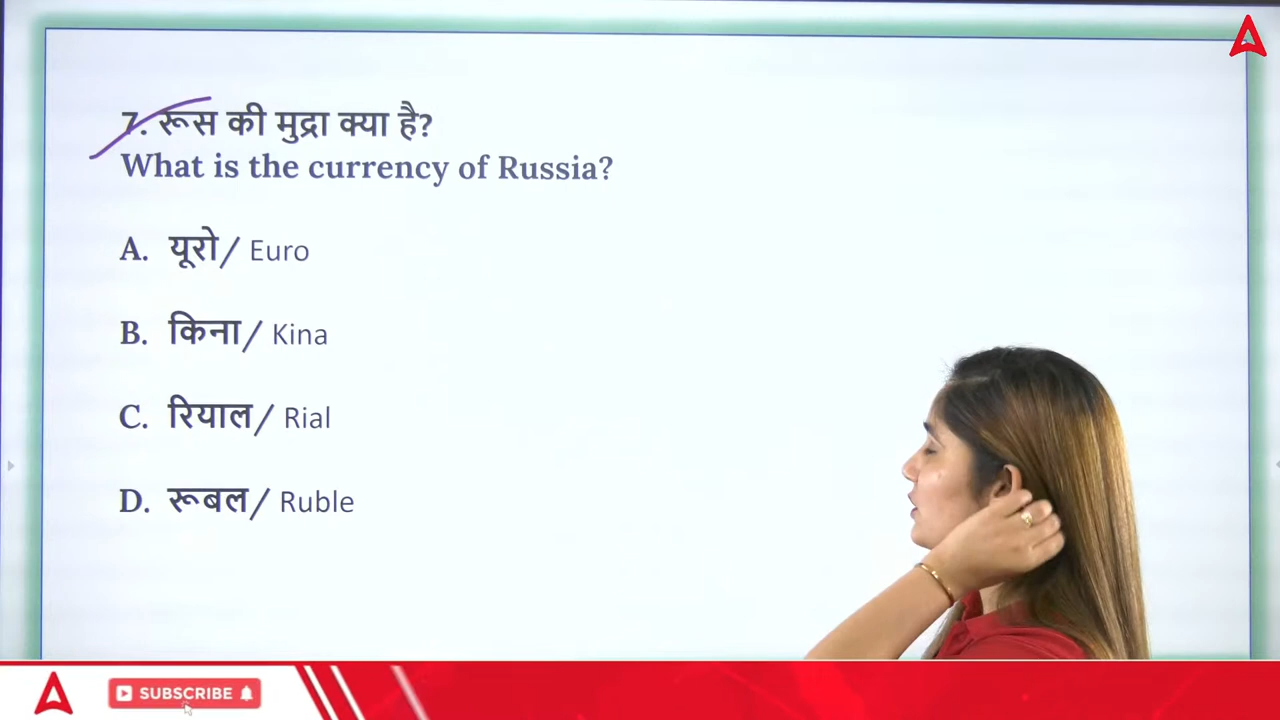 7. रूस की मुद्रा क्या है?
What is the currency of Russia?
A. यूरो/ Euro
B. किना/ Kina
C. रियाल/ Rial
D. रूबल/ Ruble
SUBSCRIBE